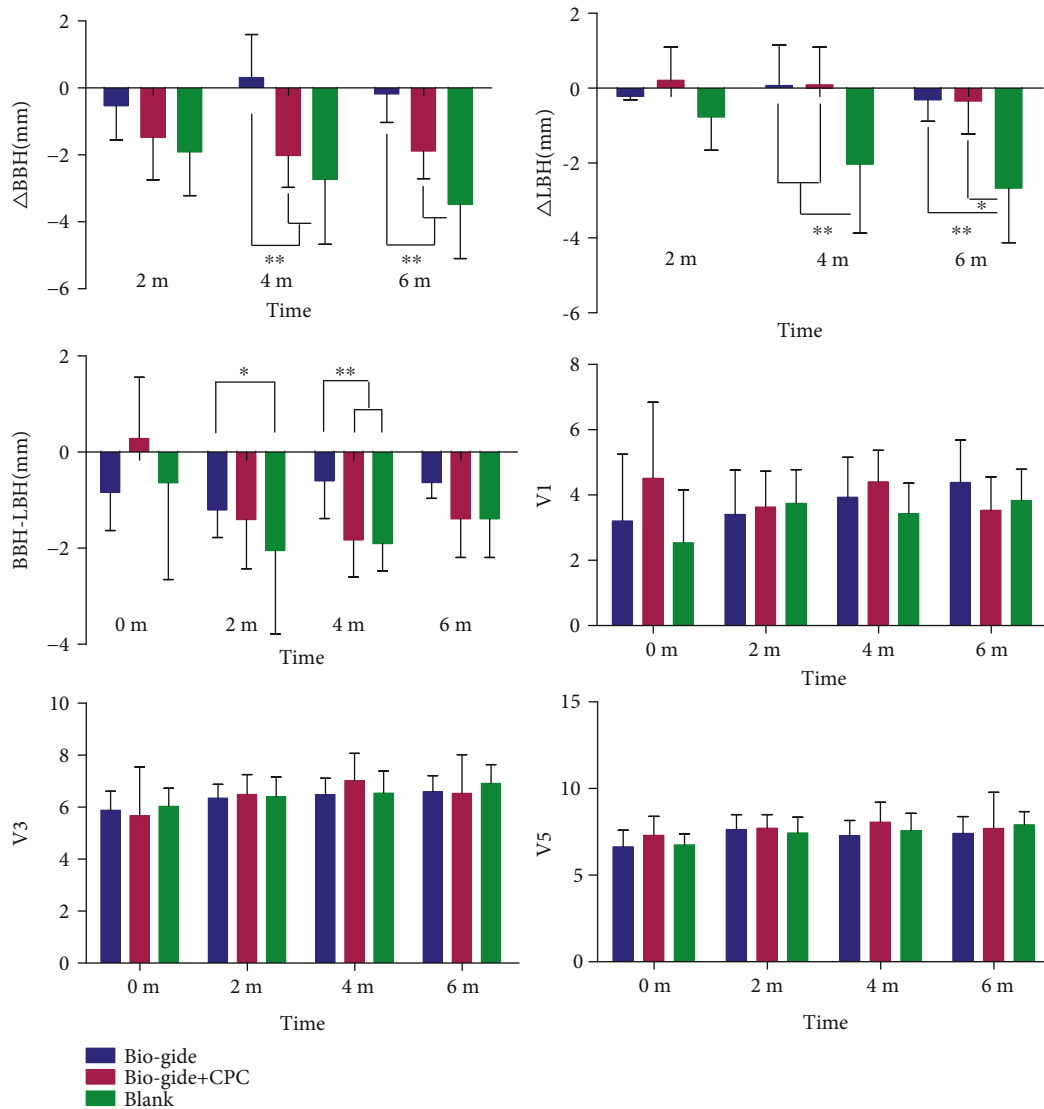 2
0
−2
−4
−6
△BBH(mm)
**
**
2 m
4 m
6 m
Time
2
0
−2
−4
-6
△LBH(mm)
*
**
**
2 m
4 m
6 m
Time
2
0
−2
−4
BBH-LBH(mm)
*
**
0 m
2 m
4 m
6 m
Time
8
6
4
2
0
V1
0 m
2 m
4 m
6 m
Time
10
8
6
4
2
0
V3
0 m
2 m
4 m
6 m
Time
15
10
5
0
V5
0 m
2 m
4 m
6 m
Time
Bio-gide
Bio-gide+CPC
Blank